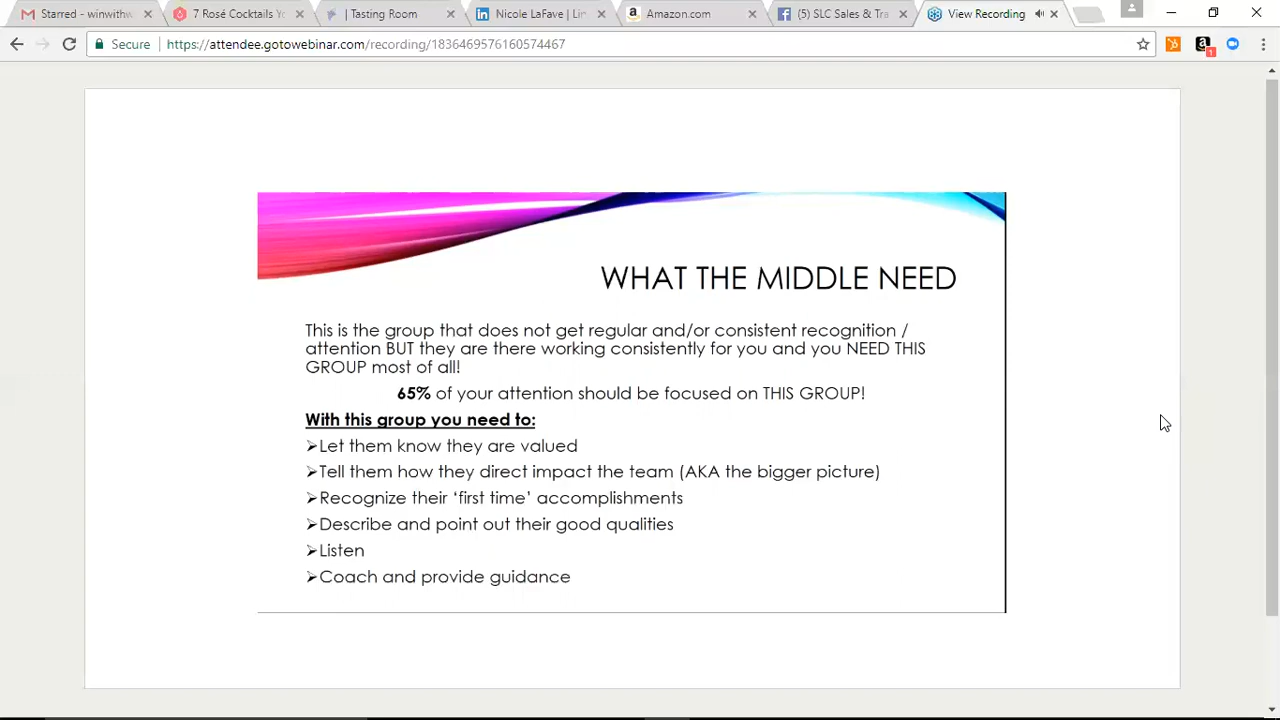 Starred - winwithw
7 Rosé Cocktails Y
| Tasting Room
Nicole LaFave | Lin
Amazon.com
(5) SLC Sales & Tra
View Recording
Secure
https://attendee.gotowebinar.com/recording/1836469576160574467
1
WHAT THE MIDDLE NEED
This is the group that does not get regular and/or consistent recognition /
attention BUT they are there working consistently for you and you NEED THIS
GROUP most of all!
65% of your attention should be focused on THIS GROUP!
With this group you need to:
➢Let them know they are valued
➢Tell them how they direct impact the team (AKA the bigger picture)
➢Recognize their ‘first time’ accomplishments
➢Describe and point out their good qualities
➢Listen
➢Coach and provide guidance